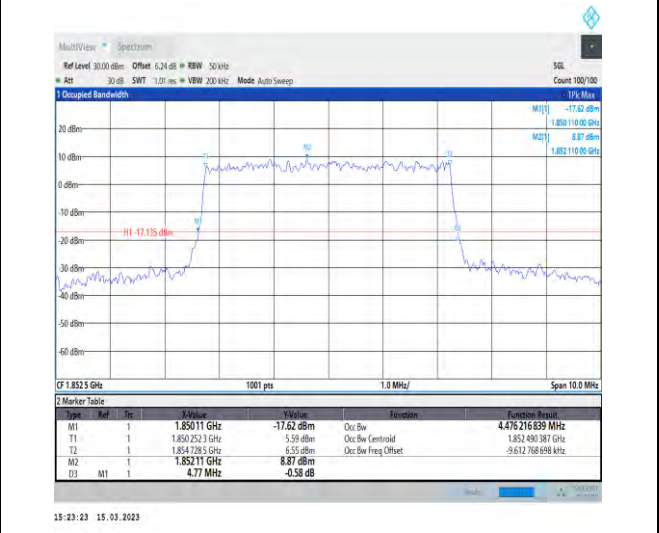 MultiView Spectrum
Ref Level 30.00 dBm Offset 6.24 dB RBW 50 kHz SGL
Att 30 dB SWT 1.01 ms VBW 200 kHz Mode Auto Sweep Count 100/100
1 Occupied Bandwidth 1Pk Max
M1[1] -17.62 dBm
1.850 110 00 GHz
M2[1] 8.87 dBm
1.852 110 00 GHz
20 dBm
10 dBm
0 dBm
-10 dBm
-20 dBm
-30 dBm
-40 dBm
-50 dBm
-60 dBm
T1
M2
T2
M1
D3
H1 -17.135 dBm
CF 1.852 5 GHz 1001 pts 1.0 MHz/ Span 10.0 MHz
2 Marker Table
Type Ref Trc X-Value Y-Value Function Function Result
M1 1 1.85011 GHz -17.62 dBm Occ Bw 4.476 216 839 MHz
T1 1 1.850 252 3 GHz 5.59 dBm Occ Bw Centroid 1.852 490 387 GHz
T2 1 1.854 728 5 GHz 6.55 dBm Occ Bw Freq Offset -9.612 768 698 kHz
M2 1 1.85211 GHz 8.87 dBm
D3 M1 1 4.77 MHz -0.58 dB
15:23:23 15.03.2023